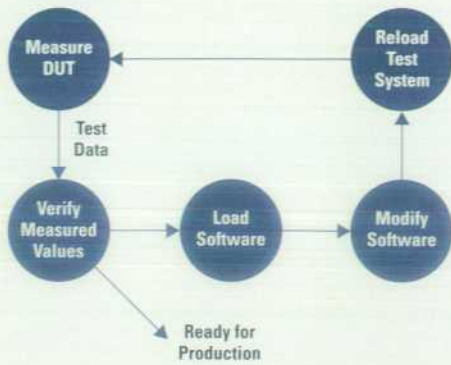 Measure
DUT
Reload
Test
System
Test
Data
Verify
Measured
Values
Load
Software
Modify
Software
Ready for
Production